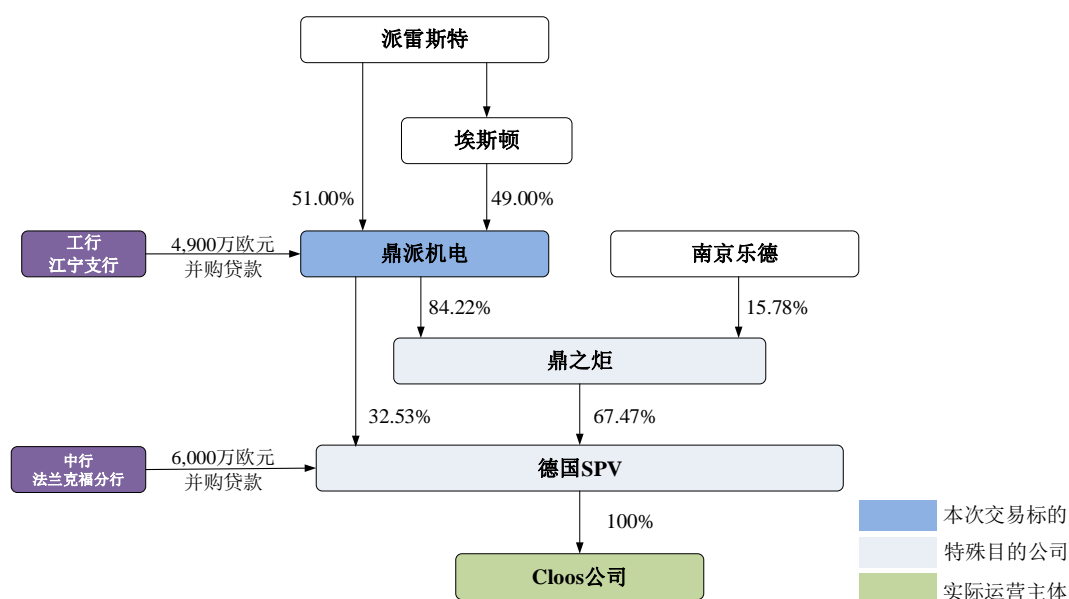 派雷斯特
埃斯顿
51.00%
49.00%
工行
江宁支行
4,900万欧元
并购贷款
鼎派机电
南京乐德
84.22%
15.78%
鼎之炬
32.53%
67.47%
中行
法兰克福分行
6,000万欧元
并购贷款
德国SPV
100%
Cloos公司
本次交易标的
特殊目的公司
实际运营主体